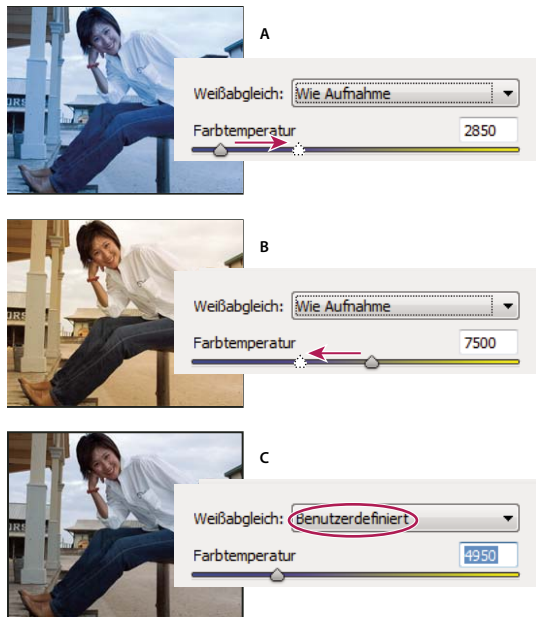 A
Weißabgleich: Wie Aufnahme
Farbtemperatur 2850
B
Weißabgleich: Wie Aufnahme
Farbtemperatur 7500
C
Weißabgleich: Benutzerdefiniert
Farbtemperatur 4950